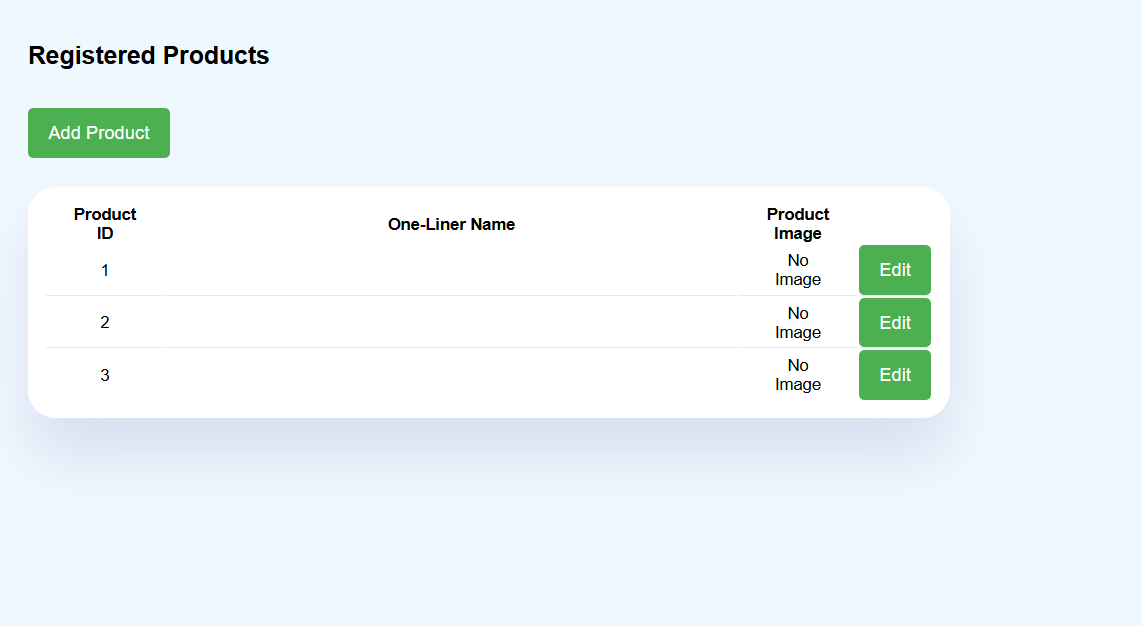 Registered Products
Add Product
Product
ID
One-Liner Name
Product
Image
1
No
Image
Edit
2
No
Image
Edit
3
No
Image
Edit